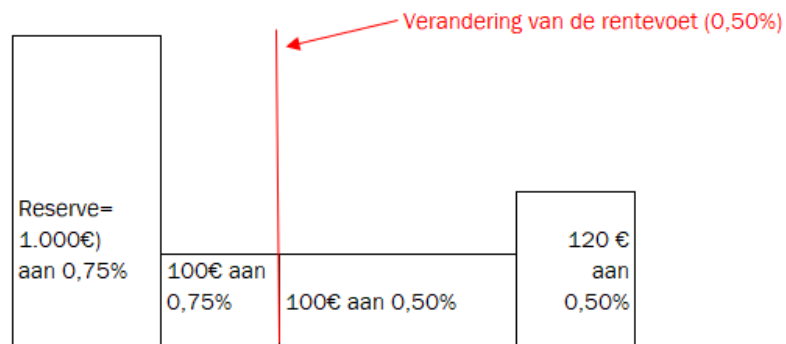 Verandering van de rentevoet (0,50%)
Reserve=
1.000€)
aan 0,75%
100€ aan
0,75%
100€ aan 0,50%
120 €
aan
0,50%